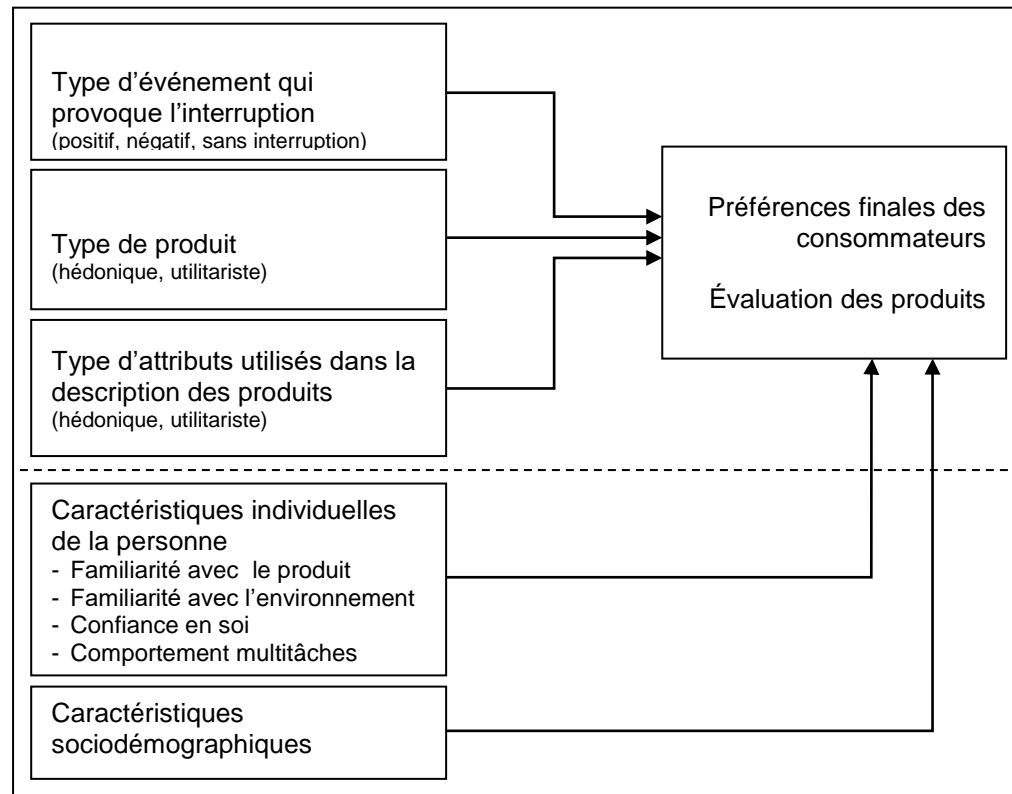 Type d’événement qui
provoque l’interruption
(positif, négatif, sans interruption)
Type de produit
(hédonique, utilitariste)
Type d’attributs utilisés dans la
description des produits
(hédonique, utilitariste)
Préférences finales des
consommateurs
Évaluation des produits
Caractéristiques individuelles
de la personne
- Familiarité avec le produit
- Familiarité avec l’environnement
- Confiance en soi
- Comportement multitâches
Caractéristiques
sociodémographiques